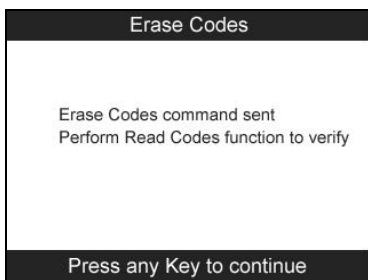 Erase Codes
Erase Codes command sent
Perform Read Codes function to verify
Press any Key to continue